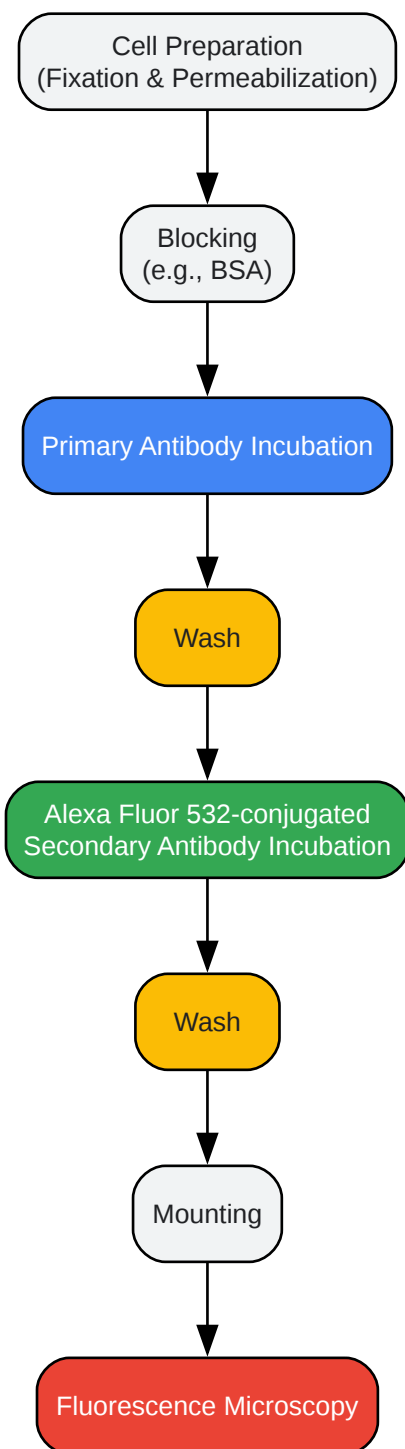 Cell Preparation
(Fixation & Permeabilization)
Blocking
(e.g., BSA)
Primary Antibody Incubation
Wash
Alexa Fluor 532-conjugated
Secondary Antibody Incubation
Wash
Mounting
Fluorescence Microscopy